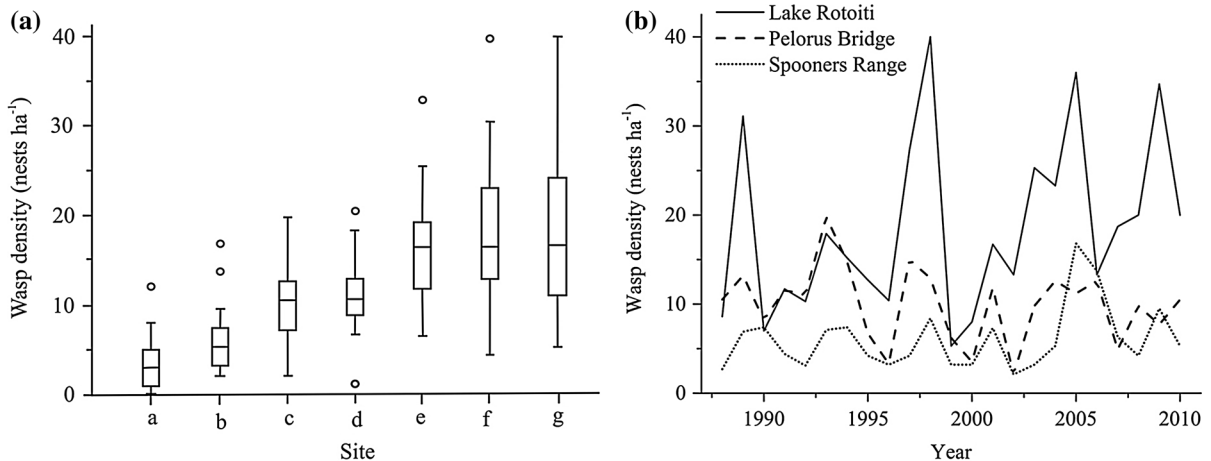 (a)
Wasp density (nests ha⁻¹)
40
30
20
10
0
a b c d e f g
Site
(b)
Lake Rotoiti
Pelorus Bridge
Spooners Range
Wasp density (nests ha⁻¹)
40
30
20
10
0
1990 1995 2000 2005 2010
Year